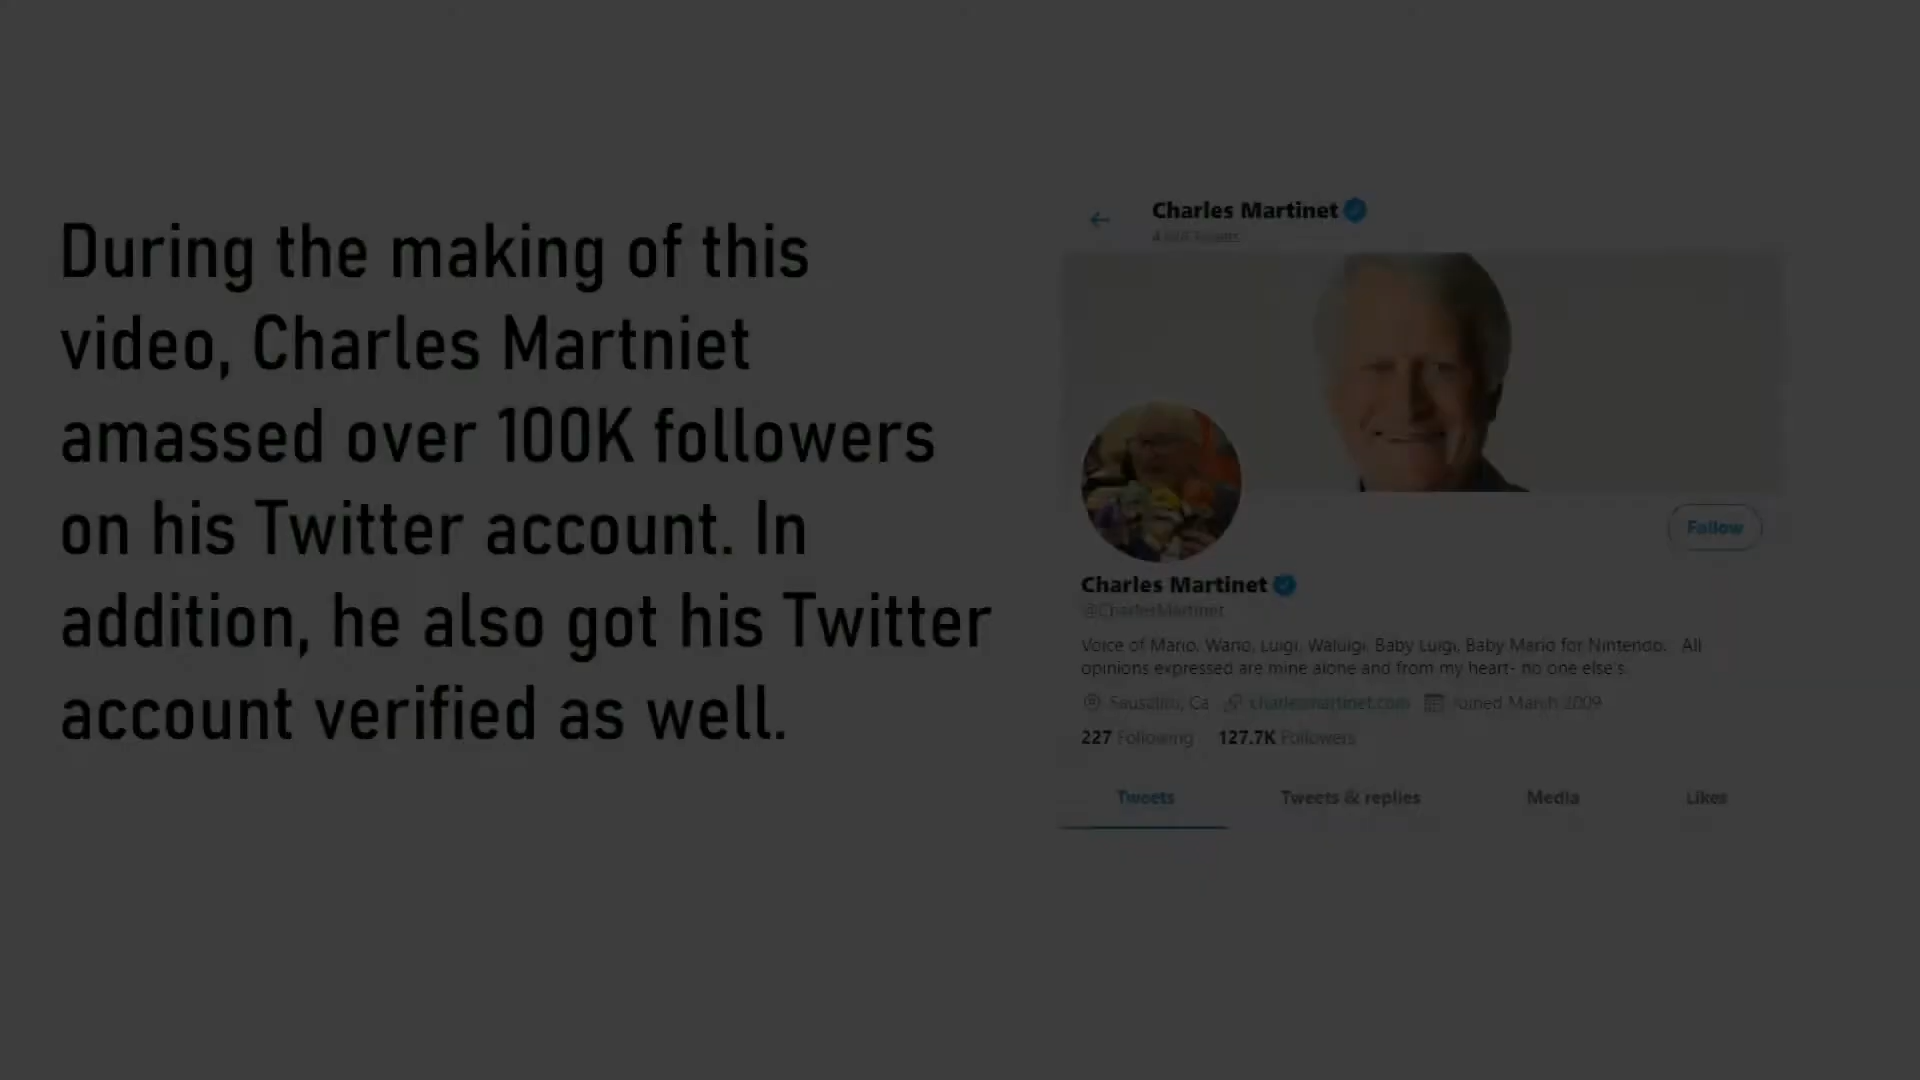 During the making of this
video, Charles Martniet
amassed over 100K followers
on his Twitter account. In
addition, he also got his Twitter
account verified as well.
Charles Martinet
Tweets
Follow
Charles Martinet
@CharlesMartinet
Voice of Mario, Wario, Luigi, Waluigi, Baby Luigi, Baby Mario for Nintendo. All
opinions expressed are mine alone and from my heart- no one else's.
Sausalito, Ca charlesmartinet.com Joined March 2009
227 Following 127.7K Followers
Tweets Tweets & replies Media Likes